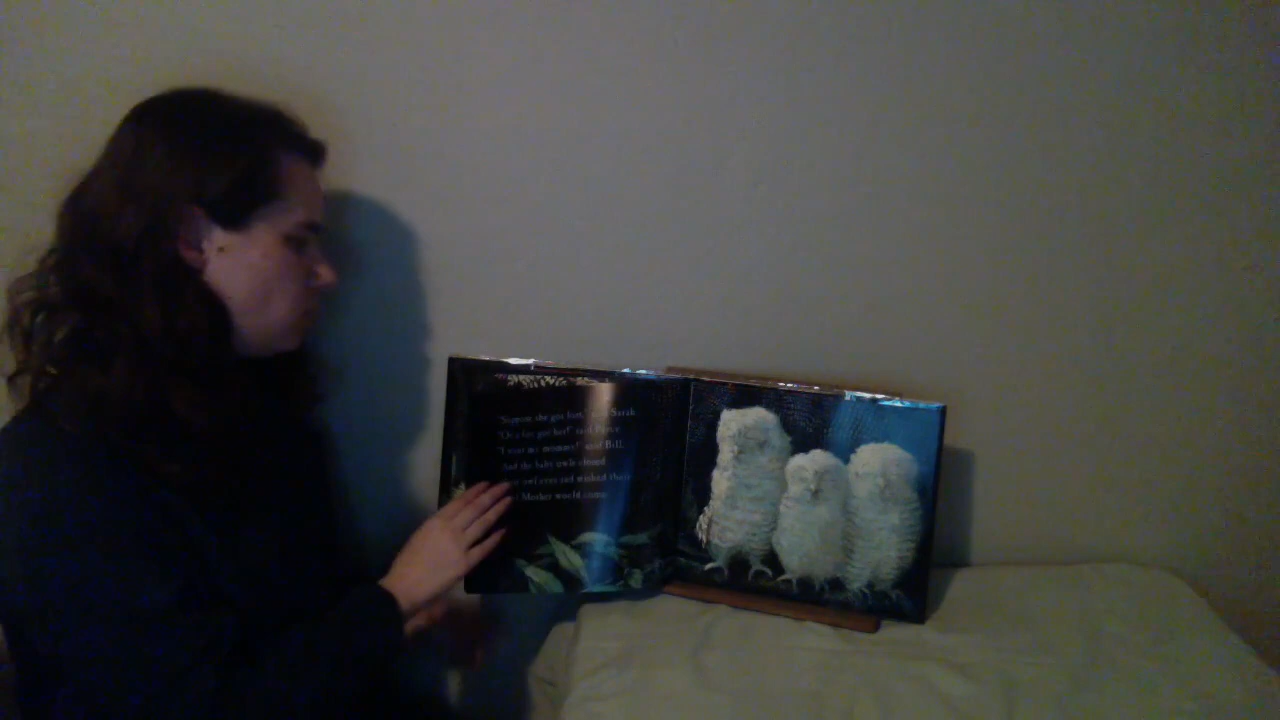 "Suppose she got lost," said Sarah
"Or a fox got her!" said Percy
"I want my mommy!" said Bill.
And the baby owls closed
owl eyes and wished their
Mother would come